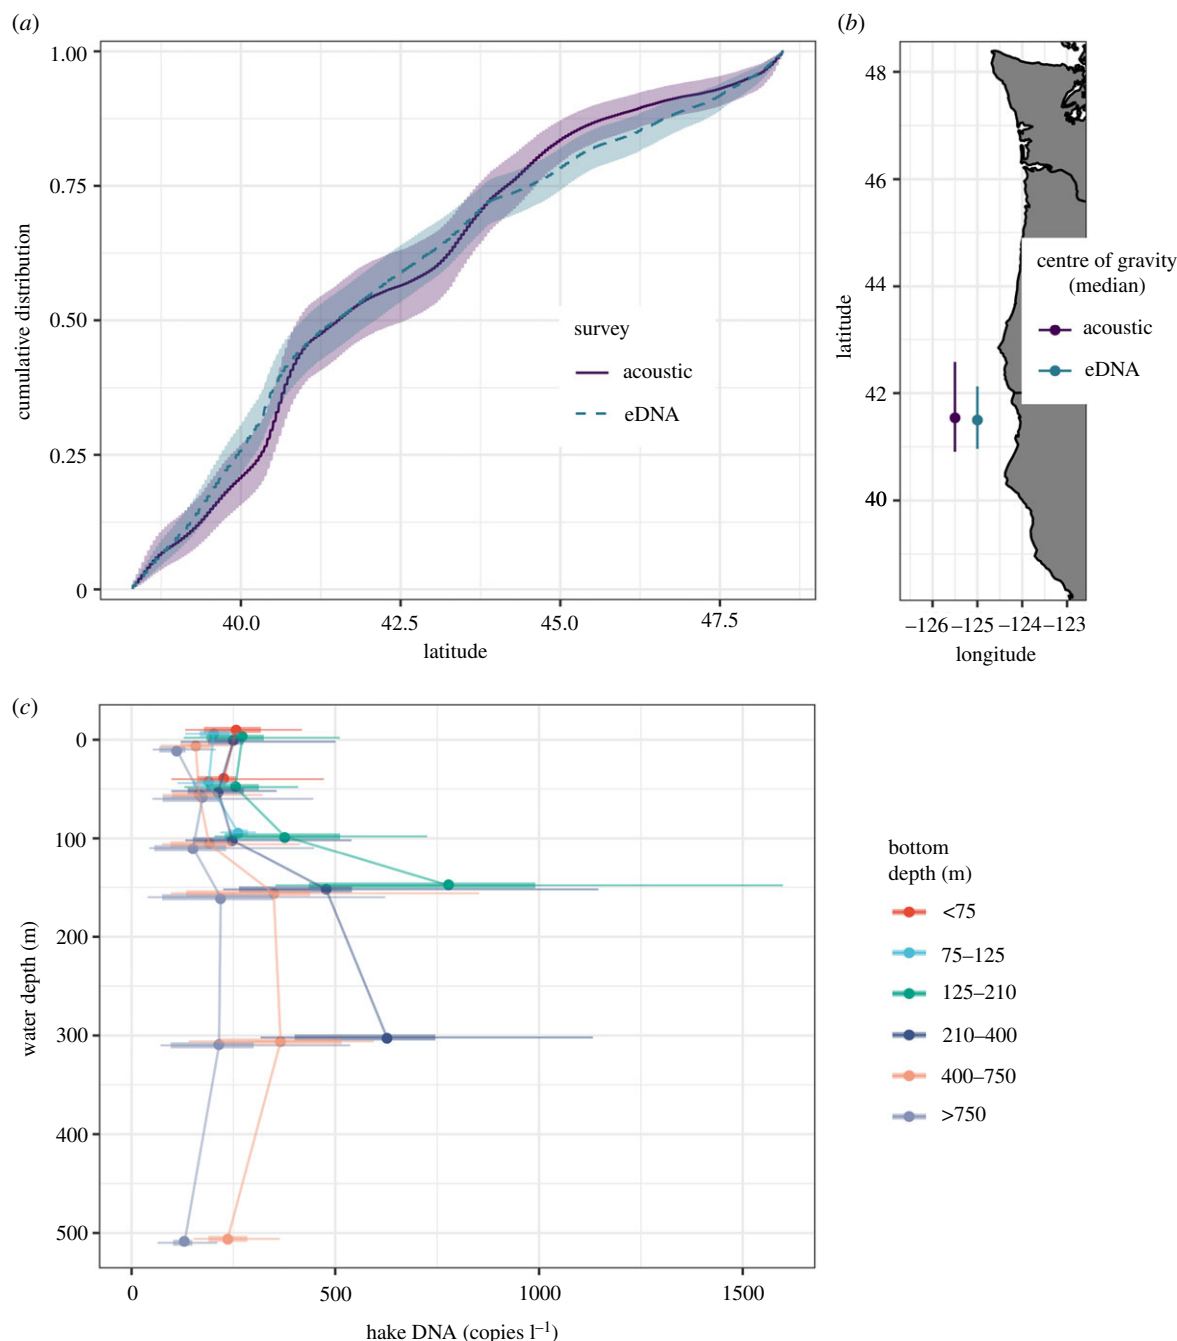 (a)
1.00
0.75
0.50
0.25
0
cumulative distribution
40.0
42.5
45.0
47.5
latitude
survey
acoustic
eDNA
(b)
48
46
44
42
40
latitude
–126 –125 –124 –123
longitude
centre of gravity
(median)
acoustic
eDNA
(c)
0
100
200
300
400
500
water depth (m)
0
500
1000
1500
hake DNA (copies l⁻¹)
bottom
depth (m)
<75
75–125
125–210
210–400
400–750
>750